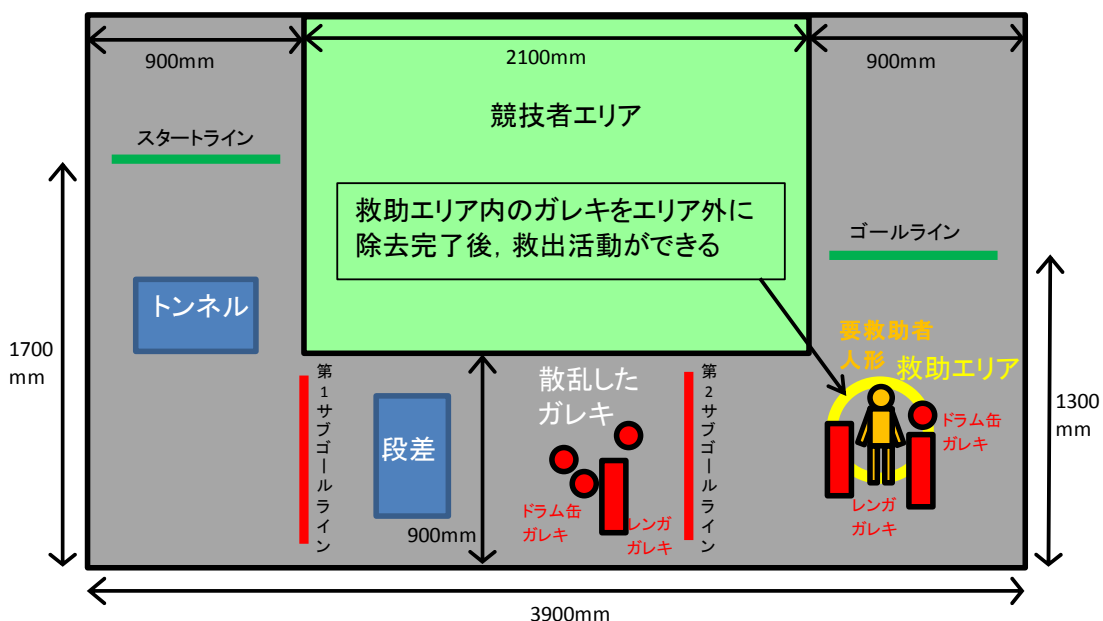 900mm
2100mm
900mm
競技者エリア
スタートライン
救助エリア内のガレキをエリア外に
除去完了後，救出活動ができる
ゴールライン
トンネル
1700
mm
要救助者
人形
救助エリア
第1サブゴールライン
散乱した
ガレキ
第2サブゴールライン
段差
ドラム缶
ガレキ
1300
mm
ドラム缶
ガレキ
レンガ
ガレキ
レンガ
ガレキ
900mm
3900mm